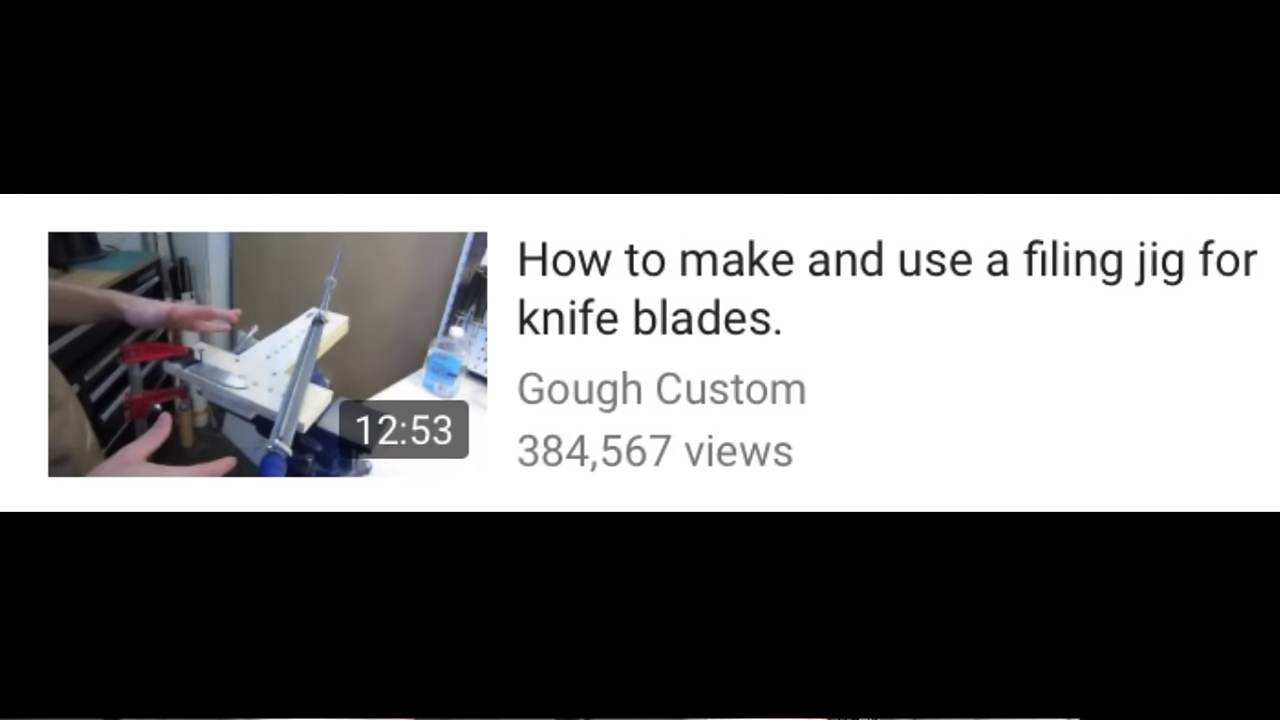 How to make and use a filing jig for
knife blades.
Gough Custom
384,567 views
12:53